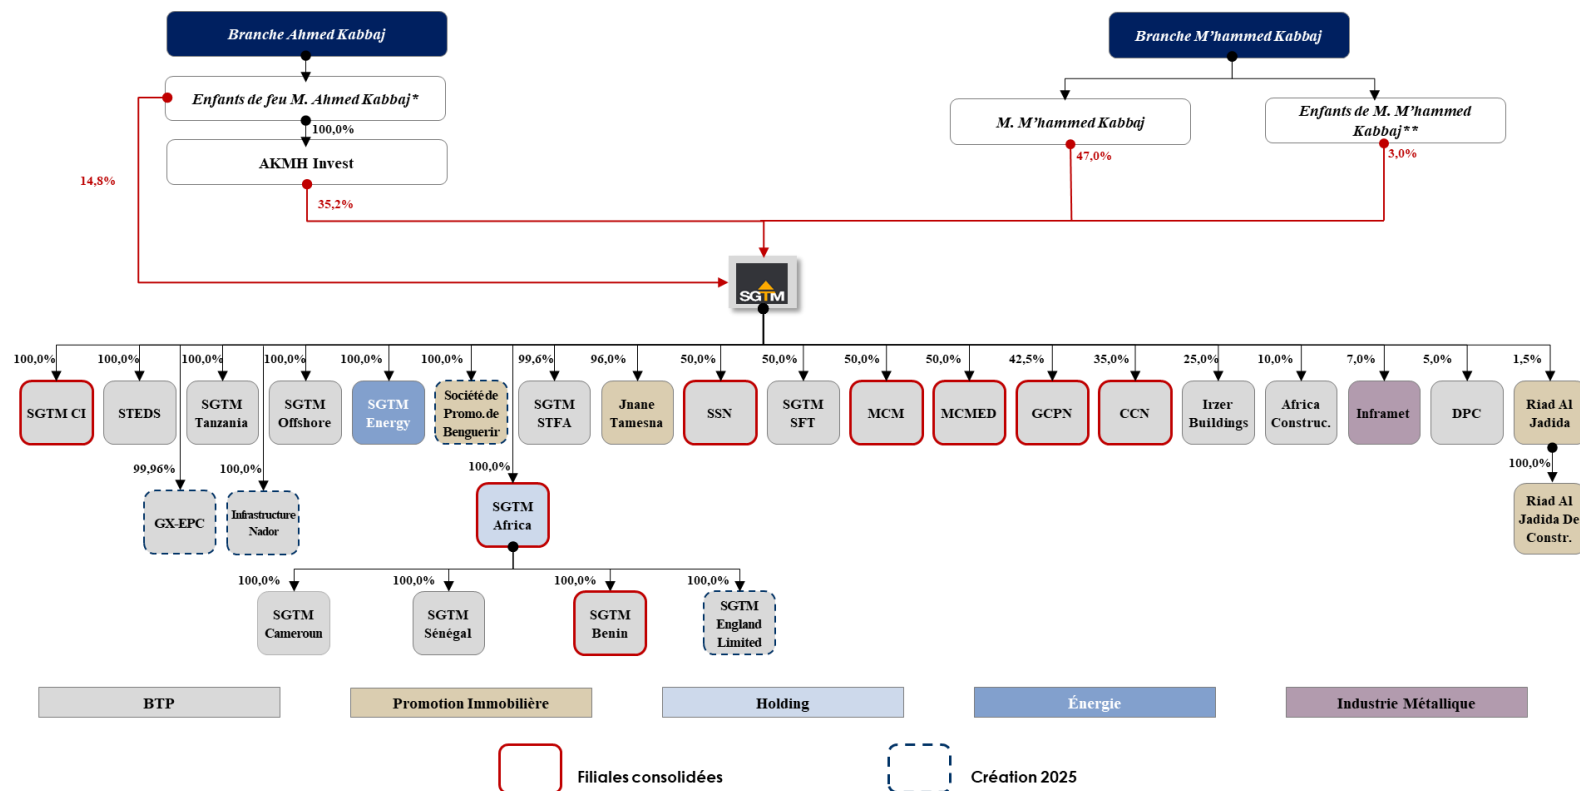 Branche Ahmed Kabbaj
Branche M'hammed Kabbaj
Enfants de feu M. Ahmed Kabbaj*
100,0%
AKMH Invest
14,8%
35,2%
M. M'hammed Kabbaj
47,0%
Enfants de M. M'hammed
Kabbaj**
3,0%
SGTM
100,0%
SGTM CI
100,0%
STEDS
100,0%
SGTM
Tanzania
100,0%
SGTM
Offshore
100,0%
SGTM
Energy
100,0%
Société de
Promo. de
Benguerir
99,6%
SGTM
STFA
96,0%
Jnane
Tamesna
50,0%
SSN
50,0%
SGTM
SFT
50,0%
MCM
50,0%
MCMED
42,5%
GCPN
35,0%
CCN
25,0%
Irzer
Buildings
10,0%
Africa
Construc.
7,0%
Inframet
5,0%
DPC
1,5%
Riad Al
Jadida
99,96%
GX-EPC
100,0%
Infrastructure
Nador
100,0%
SGTM
Africa
100,0%
Riad Al
Jadida De
Constr.
100,0%
SGTM
Cameroun
100,0%
SGTM
Sénégal
100,0%
SGTM
Benin
100,0%
SGTM
England
Limited
BTP
Promotion Immobilière
Holding
Énergie
Industrie Métallique
Filiales consolidées
Création 2025